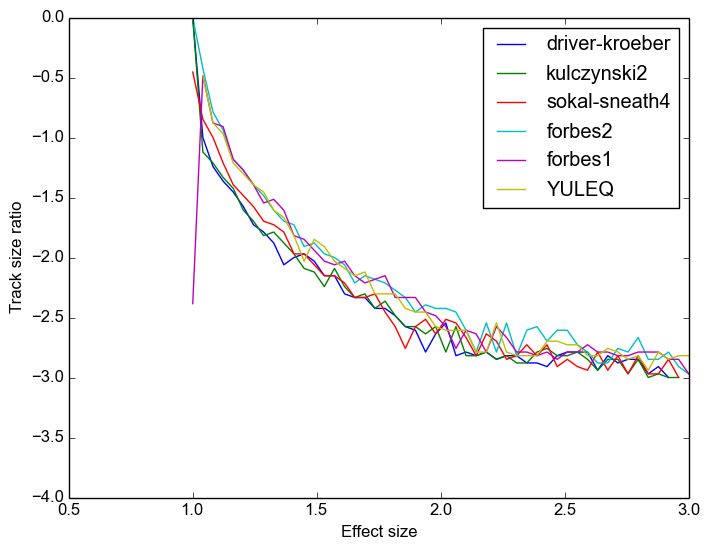 0.0
−0.5
−1.0
−1.5
−2.0
−2.5
−3.0
−3.5
−4.0
Track size ratio
driver-kroeber
kulczynski2
sokal-sneath4
forbes2
forbes1
YULEQ
0.5
1.0
1.5
2.0
2.5
3.0
Effect size